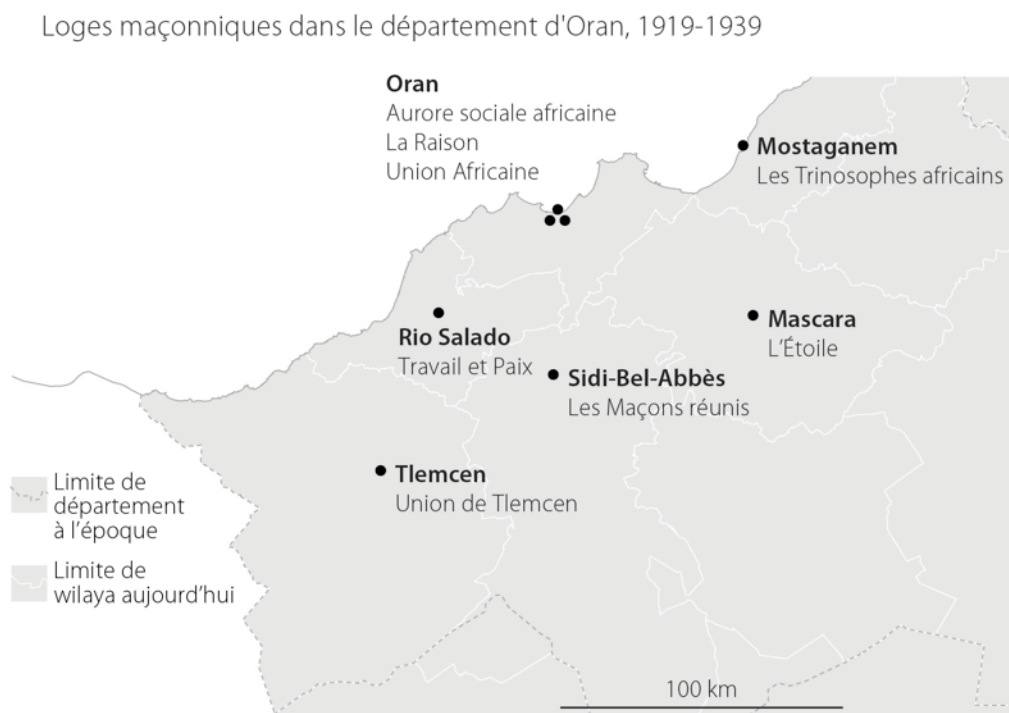 Loges maçonniques dans le département d'Oran, 1919-1939
Oran
Aurore sociale africaine
La Raison
Union Africaine
Mostaganem
Les Trinosophes africains
Rio Salado
Travail et Paix
Mascara
L'Étoile
Sidi-Bel-Abbès
Les Maçons réunis
Tlemcen
Union de Tlemcen
Limite de
département
à l'époque
Limite de
wilaya aujourd'hui
100 km